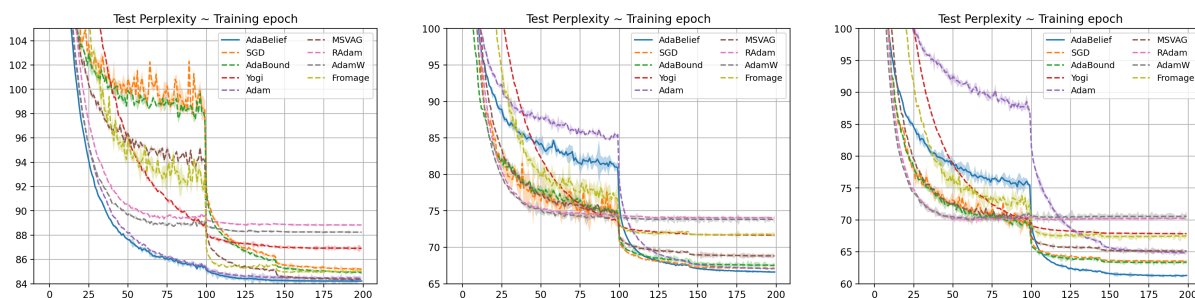 Test Perplexity ~ Training epoch
104
102
100
98
96
94
92
90
88
86
84
0 25 50 75 100 125 150 175 200
AdaBelief
SGD
AdaBound
Yogi
Adam
MSVAG
RAdam
AdamW
Fromage
Test Perplexity ~ Training epoch
100
95
90
85
80
75
70
65
0 25 50 75 100 125 150 175 200
AdaBelief
SGD
AdaBound
Yogi
Adam
MSVAG
RAdam
AdamW
Fromage
Test Perplexity ~ Training epoch
100
95
90
85
80
75
70
65
60
0 25 50 75 100 125 150 175 200
AdaBelief
SGD
AdaBound
Yogi
Adam
MSVAG
RAdam
AdamW
Fromage